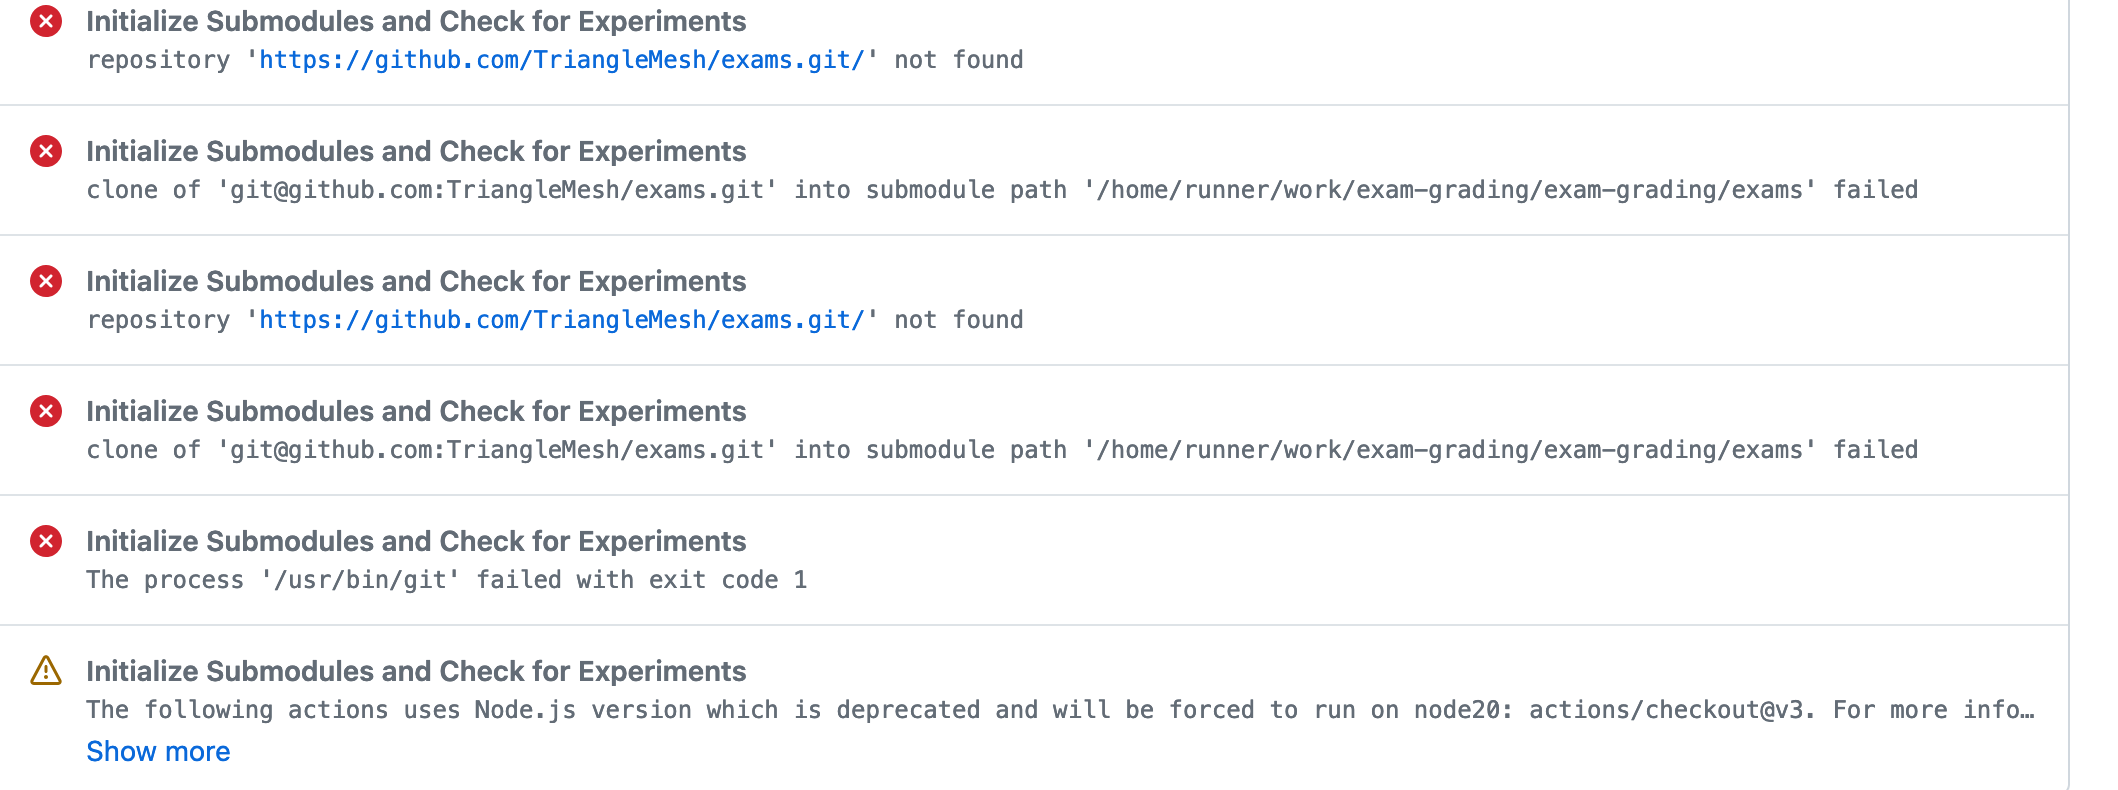 Initialize Submodules and Check for Experiments
repository 'https://github.com/TriangleMesh/exams.git/' not found
Initialize Submodules and Check for Experiments
clone of 'git@github.com:TriangleMesh/exams.git' into submodule path '/home/runner/work/exam-grading/exam-grading/exams' failed
Initialize Submodules and Check for Experiments
repository 'https://github.com/TriangleMesh/exams.git/' not found
Initialize Submodules and Check for Experiments
clone of 'git@github.com:TriangleMesh/exams.git' into submodule path '/home/runner/work/exam-grading/exam-grading/exams' failed
Initialize Submodules and Check for Experiments
The process '/usr/bin/git' failed with exit code 1
Initialize Submodules and Check for Experiments
The following actions uses Node.js version which is deprecated and will be forced to run on node20: actions/checkout@v3. For more info…
Show more